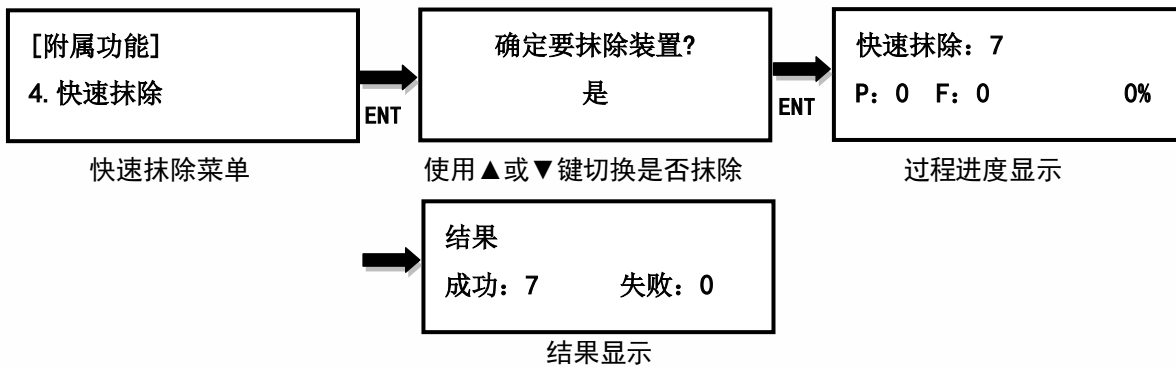 [附属功能]
4. 快速抹除
ENT
快速抹除菜单
确定要抹除装置?
是
ENT
使用▲或▼键切换是否抹除
快速抹除：7
P：0 F：0 0%
过程进度显示
结果
成功：7 失败：0
结果显示